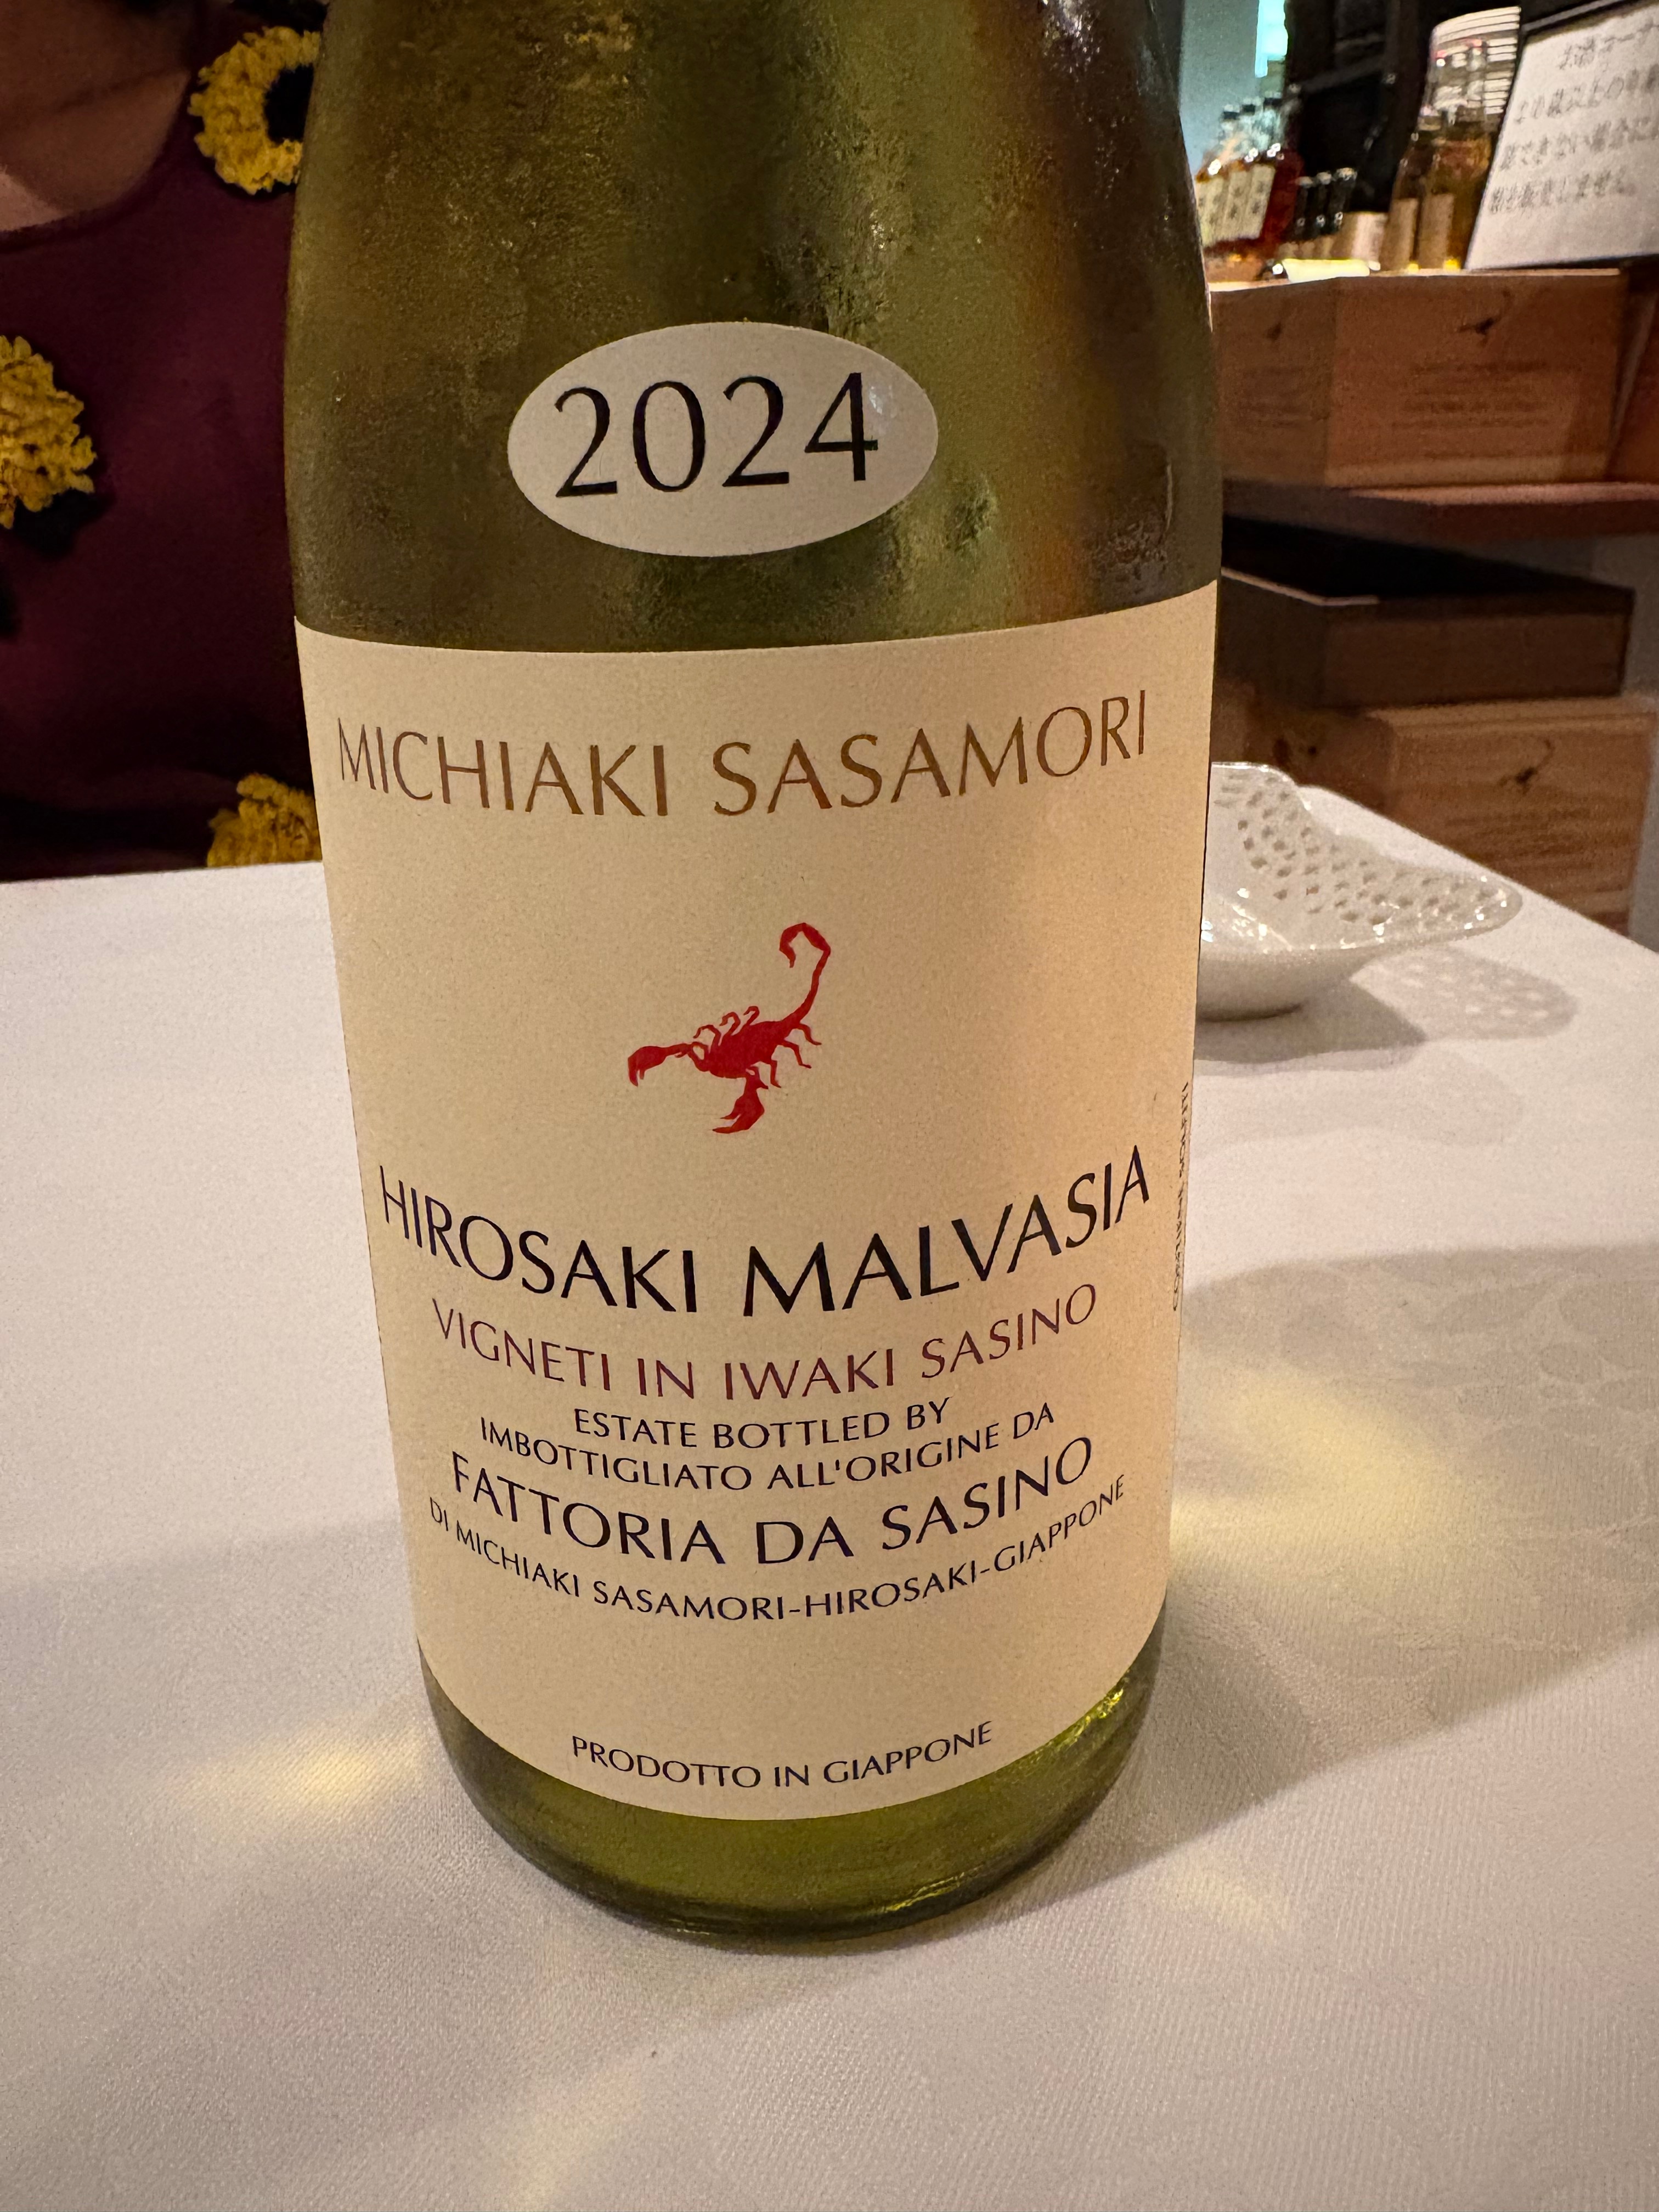 2024
MICHIAKI SASAMORI
HIROSAKI MALVASIA
VIGNETI IN IWAKI SASINO
ESTATE BOTTLED BY
IMBOTTIGLIATO ALL'ORIGINE DA
FATTORIA DA SASINO
DI MICHIAKI SASAMORI-HIROSAKI-GIAPPONE
PRODOTTO IN GIAPPONE